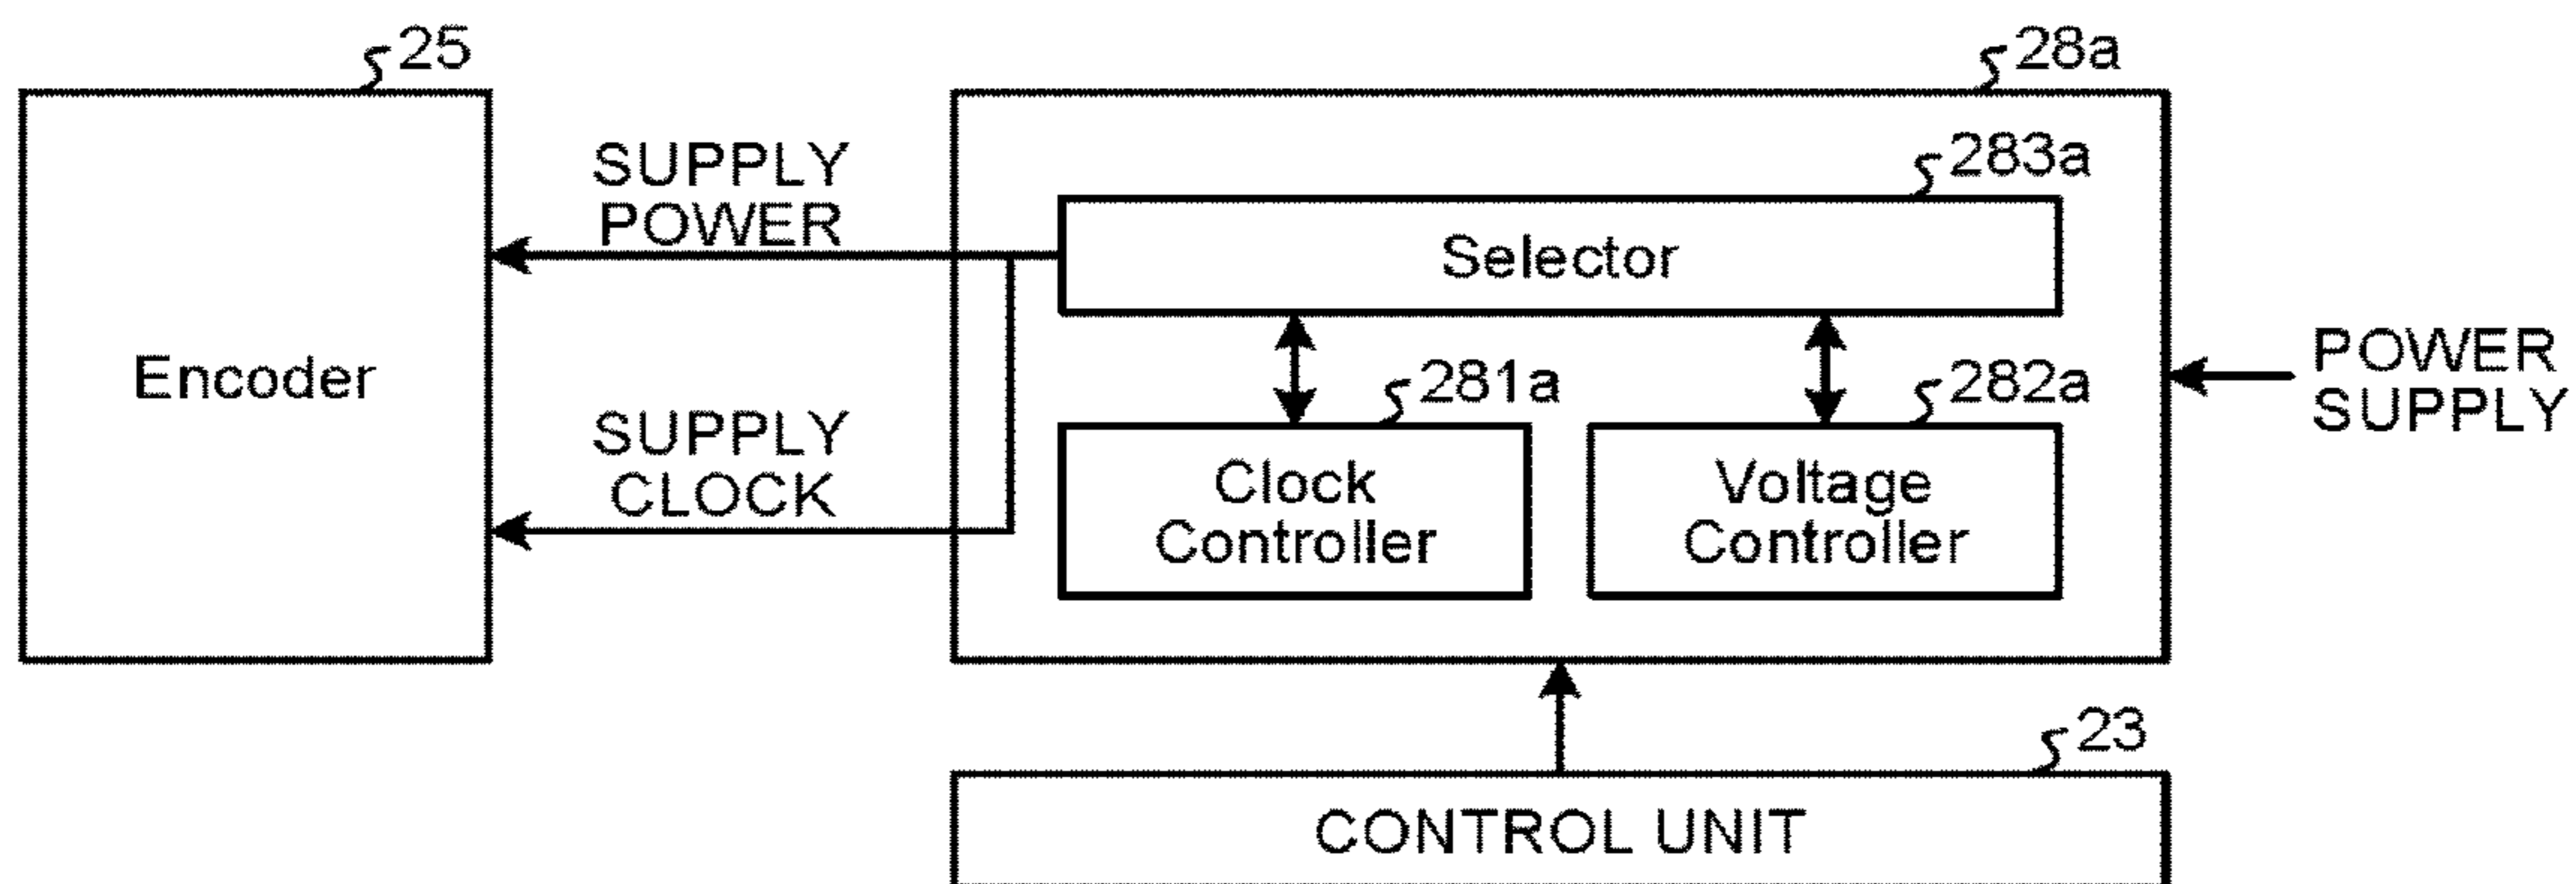 25
28a
SUPPLY
POWER
283a
Selector
Encoder
SUPPLY
CLOCK
281a
282a
Clock
Controller
Voltage
Controller
POWER
SUPPLY
23
CONTROL UNIT